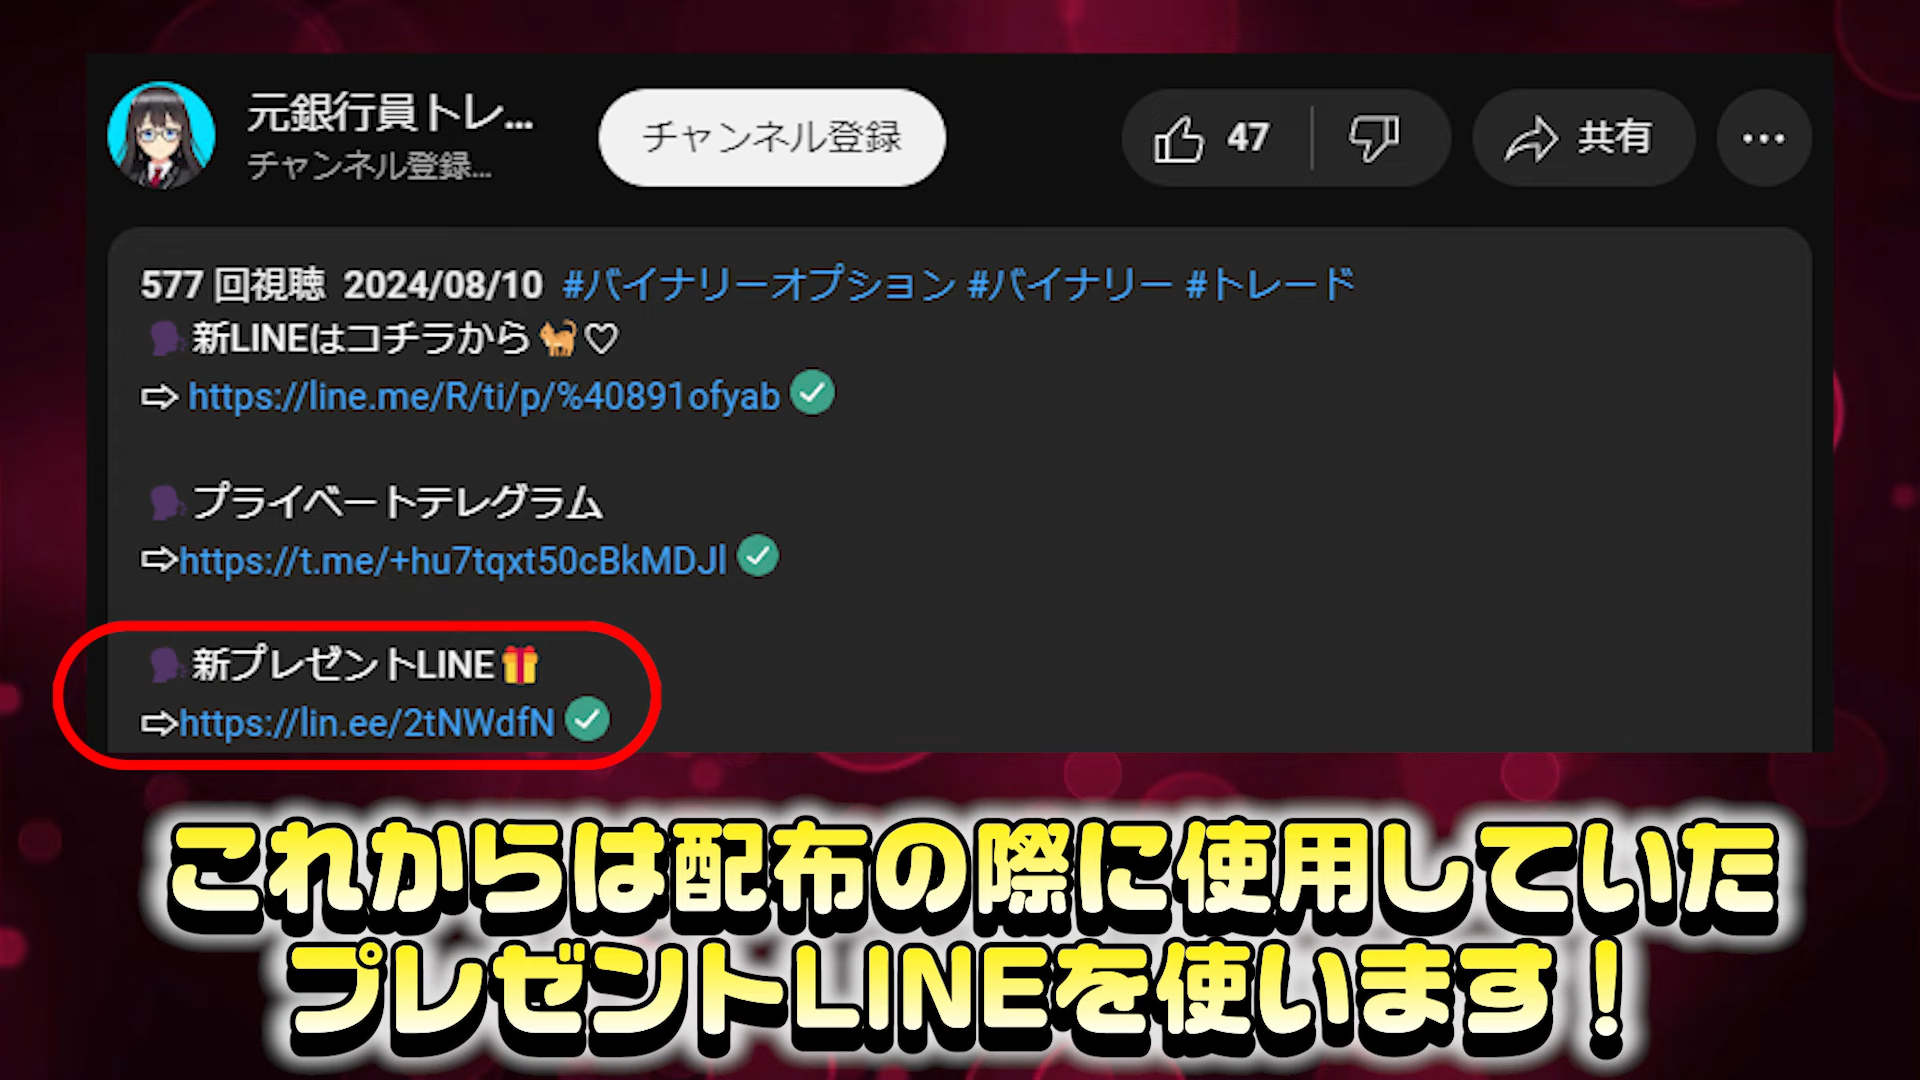 元銀行員トレ...
チャンネル登録...
チャンネル登録
47
共有
577 回視聴 2024/08/10 #バイナリーオプション #バイナリー #トレード
新LINEはコチラから🐈♡
⇨ https://line.me/R/ti/p/%40891ofyab
プライベートテレグラム
⇨https://t.me/+hu7tqxt50cBkMDJl
新プレゼントLINE🎁
⇨https://lin.ee/2tNWdfN
これからは配布の際に使用していた
プレゼントLINEを使います！